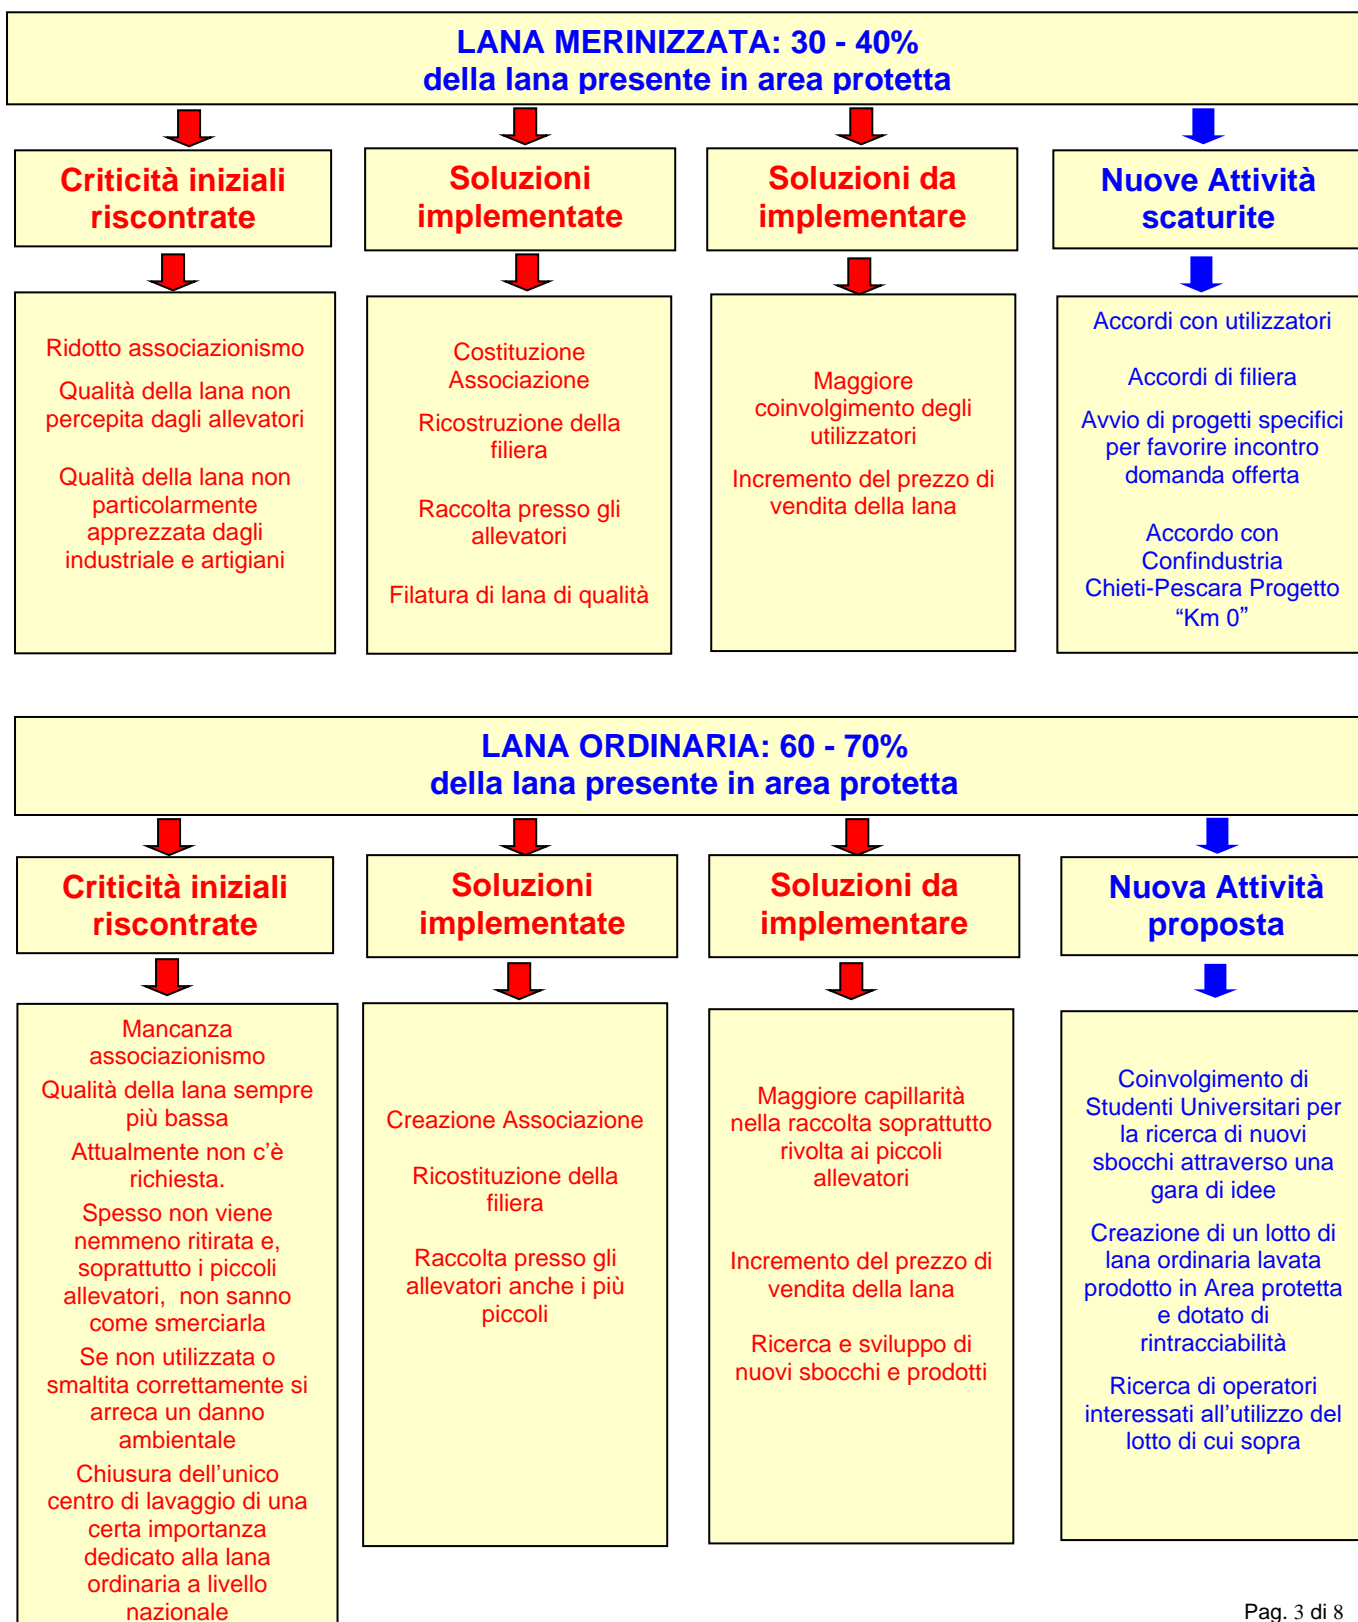 LANA MERINIZZATA: 30 - 40%
della lana presente in area protetta
Criticità iniziali
riscontrate
Ridotto associazionismo
Qualità della lana non
percepita dagli allevatori
Qualità della lana non
particolarmente
apprezzata dagli
industriale e artigiani
Soluzioni
implementate
Costituzione
Associazione
Ricostruzione della
filiera
Raccolta presso gli
allevatori
Filatura di lana di qualità
Soluzioni da
implementare
Maggiore
coinvolgimento degli
utilizzatori
Incremento del prezzo di
vendita della lana
Nuove Attività
scaturite
Accordi con utilizzatori
Accordi di filiera
Avvio di progetti specifici
per favorire incontro
domanda offerta
Accordo con
Confindustria
Chieti-Pescara Progetto
“Km 0”
LANA ORDINARIA: 60 - 70%
della lana presente in area protetta
Criticità iniziali
riscontrate
Mancanza
associazionismo
Qualità della lana sempre
più bassa
Attualmente non c’è
richiesta.
Spesso non viene
nemmeno ritirata e,
soprattutto i piccoli
allevatori, non sanno
come smerciarla
Se non utilizzata o
smaltita correttamente si
arreca un danno
ambientale
Chiusura dell’unico
centro di lavaggio di una
certa importanza
dedicato alla lana
ordinaria a livello
nazionale
Soluzioni
implementate
Creazione Associazione
Ricostituzione della
filiera
Raccolta presso gli
allevatori anche i più
piccoli
Soluzioni da
implementare
Maggiore capillarità
nella raccolta soprattutto
rivolta ai piccoli
allevatori
Incremento del prezzo di
vendita della lana
Ricerca e sviluppo di
nuovi sbocchi e prodotti
Nuova Attività
proposta
Coinvolgimento di
Studenti Universitari per
la ricerca di nuovi
sbocchi attraverso una
gara di idee
Creazione di un lotto di
lana ordinaria lavata
prodotto in Area protetta
e dotato di
rintracciabilità
Ricerca di operatori
interessati all’utilizzo del
lotto di cui sopra
Pag. 3 di 8